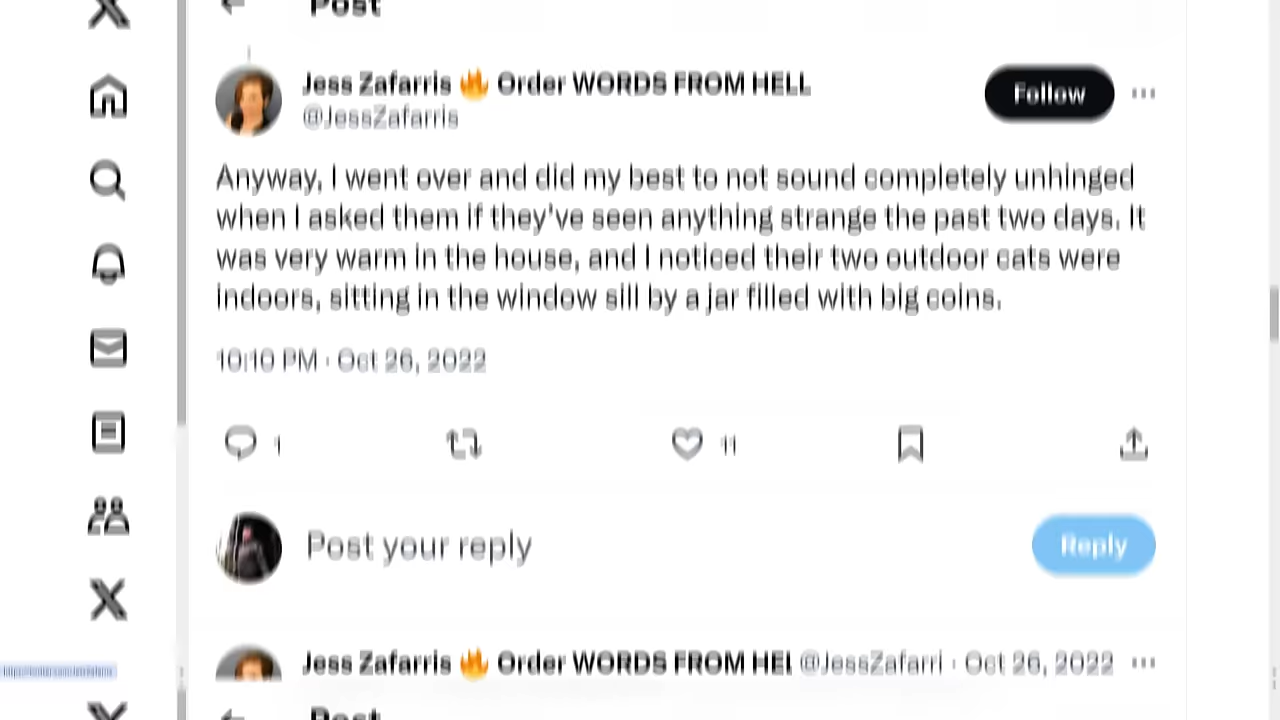 Post
Jess Zafarris 🔥 Order WORDS FROM HELL
@JessZafarris
Follow
Anyway, I went over and did my best to not sound completely unhinged
when I asked them if they've seen anything strange the past two days. It
was very warm in the house, and I noticed their two outdoor cats were
indoors, sitting in the window sill by a jar filled with big coins.
10:10 PM · Oct 26, 2022
1 11
Post your reply
Reply
Jess Zafarris 🔥 Order WORDS FROM HEL @JessZafarri · Oct 26, 2022
Post